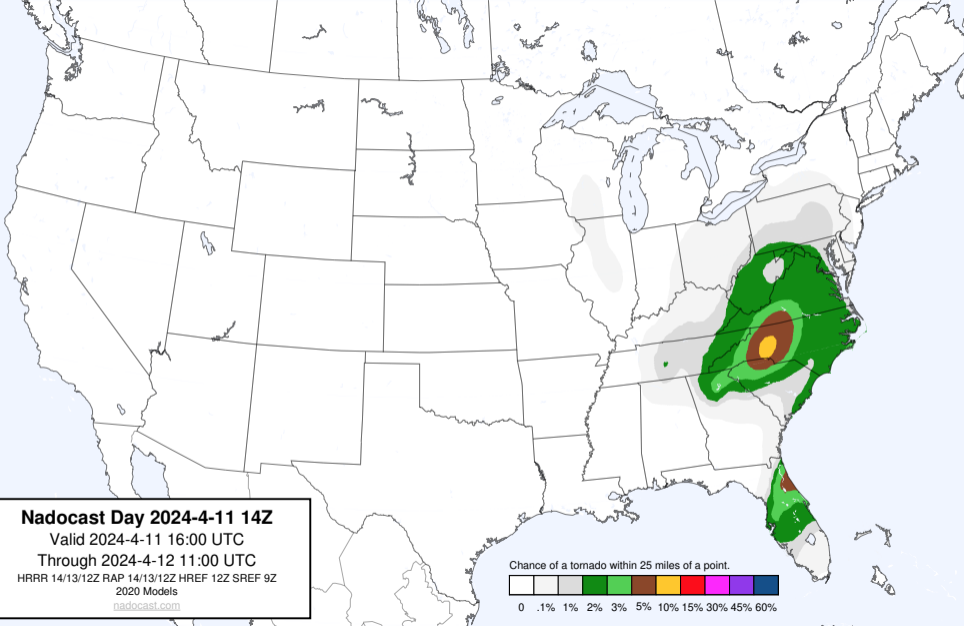 Nadocast Day 2024-4-11 14Z
Valid 2024-4-11 16:00 UTC
Through 2024-4-12 11:00 UTC
HRRR 14/13/12Z RAP 14/13/12Z HREF 12Z SREF 9Z
2020 Models
nadocast.com
Chance of a tornado within 25 miles of a point.
0 .1% 1% 2% 3% 5% 10% 15% 30% 45% 60%